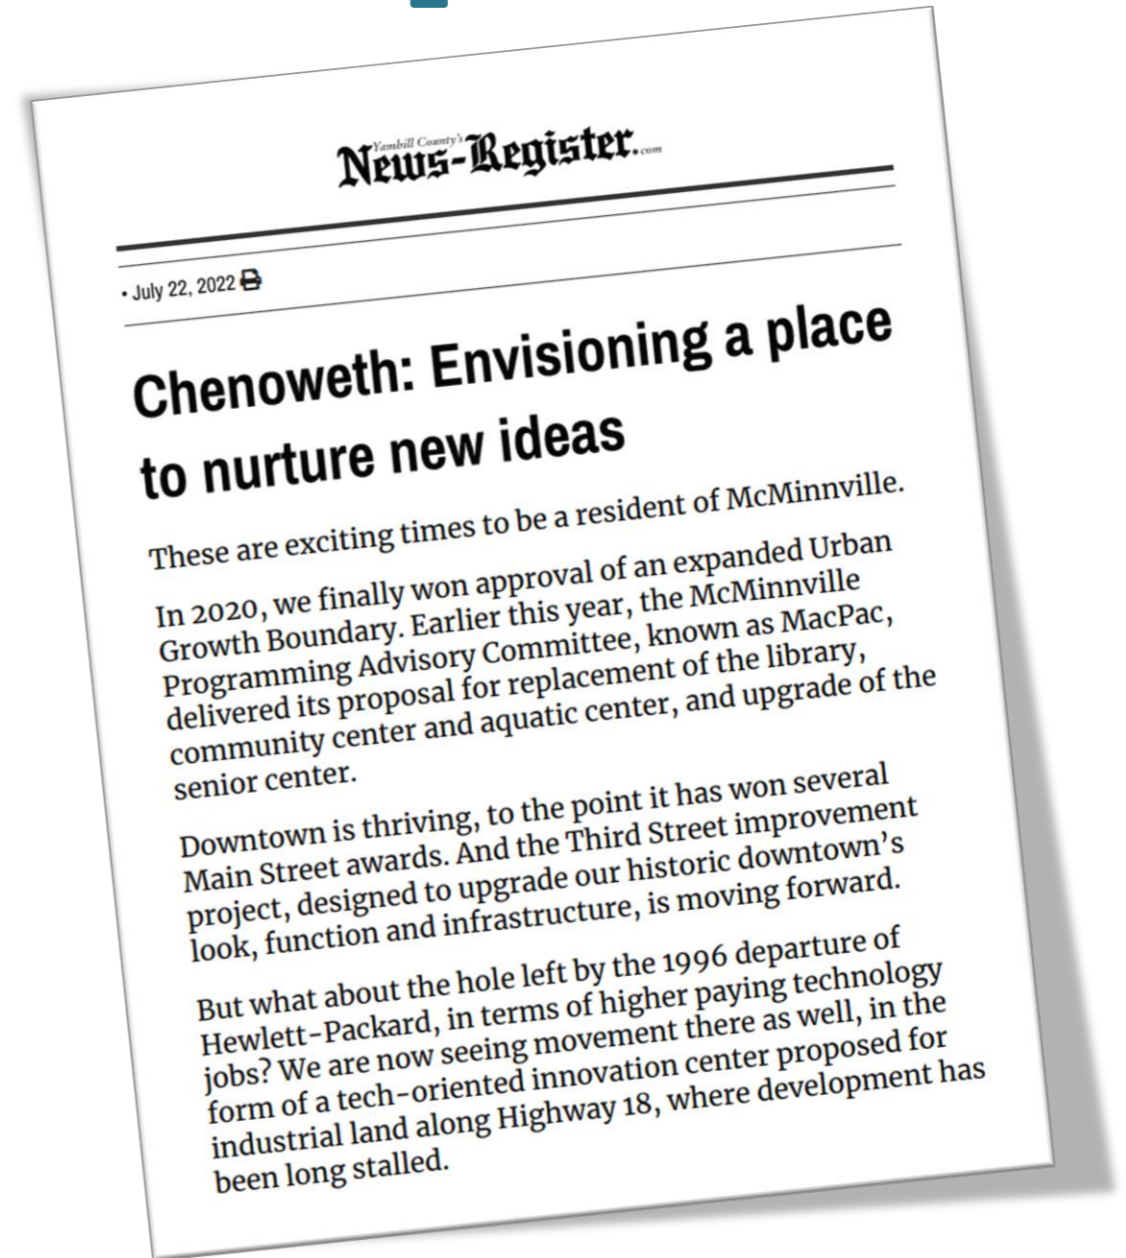 Yamhill County's
News-Register.com
• July 22, 2022
Chenoweth: Envisioning a place
to nurture new ideas
These are exciting times to be a resident of McMinnville.
In 2020, we finally won approval of an expanded Urban
Growth Boundary. Earlier this year, the McMinnville
Programming Advisory Committee, known as MacPac,
delivered its proposal for replacement of the library,
community center and aquatic center, and upgrade of the
senior center.
Downtown is thriving, to the point it has won several
Main Street awards. And the Third Street improvement
project, designed to upgrade our historic downtown’s
look, function and infrastructure, is moving forward.
But what about the hole left by the 1996 departure of
Hewlett-Packard, in terms of higher paying technology
jobs? We are now seeing movement there as well, in the
form of a tech-oriented innovation center proposed for
industrial land along Highway 18, where development has
been long stalled.